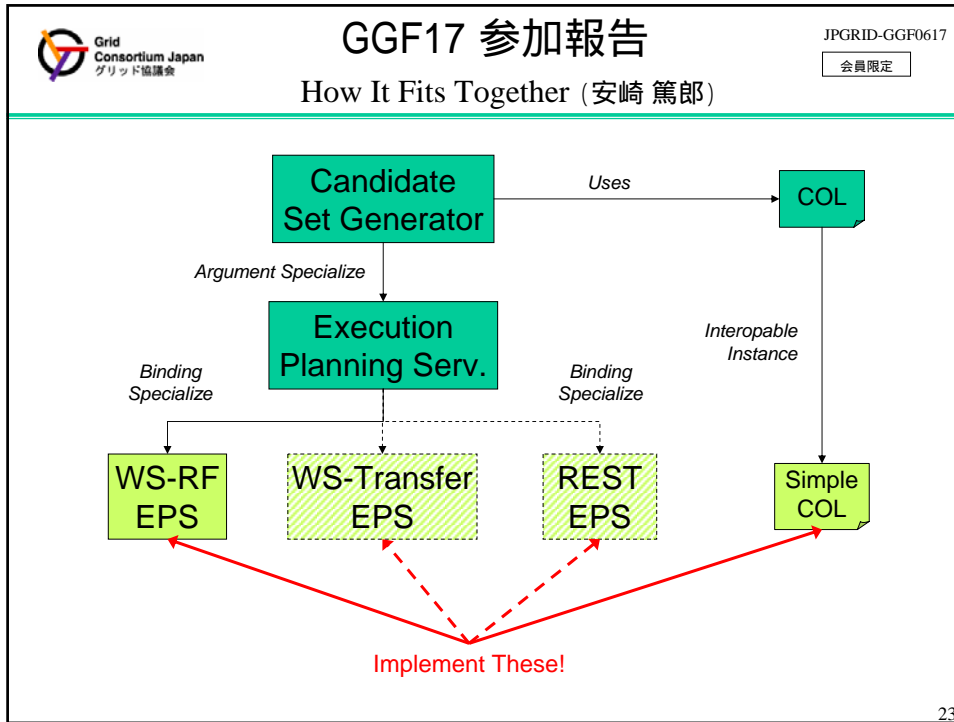 Grid
Consortium Japan
グリッド協議会
GGF17 参加報告
How It Fits Together (安崎 篤郎)
JPGRID-GGF0617
会員限定
Candidate
Set Generator
Uses
COL
Argument Specialize
Execution
Planning Serv.
Interopable
Instance
Binding
Specialize
Binding
Specialize
WS-RF
EPS
WS-Transfer
EPS
REST
EPS
Simple
COL
Implement These!
23